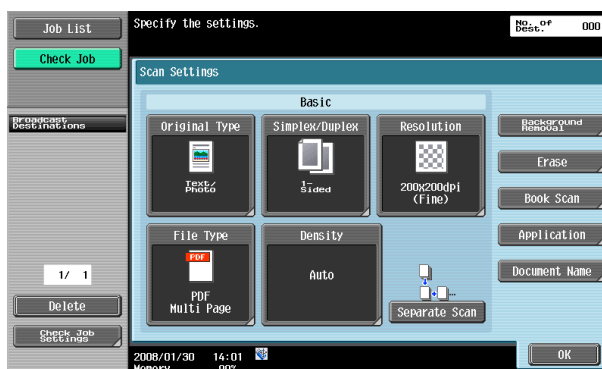 Job List
Check Job
Broadcast
Destinations
1/ 1
Delete
Check Job
Settings
Specify the settings.
No. of
Dest.
000
Scan Settings
Basic
Original Type
Text/
Photo
Simplex/Duplex
1-
Sided
Resolution
200X200dpi
(Fine)
File Type
PDF
PDF
Multi Page
Density
Auto
Separate Scan
Background
Removal
Erase
Book Scan
Application
Document Name
OK
2008/01/30 14:01
Memory 00%